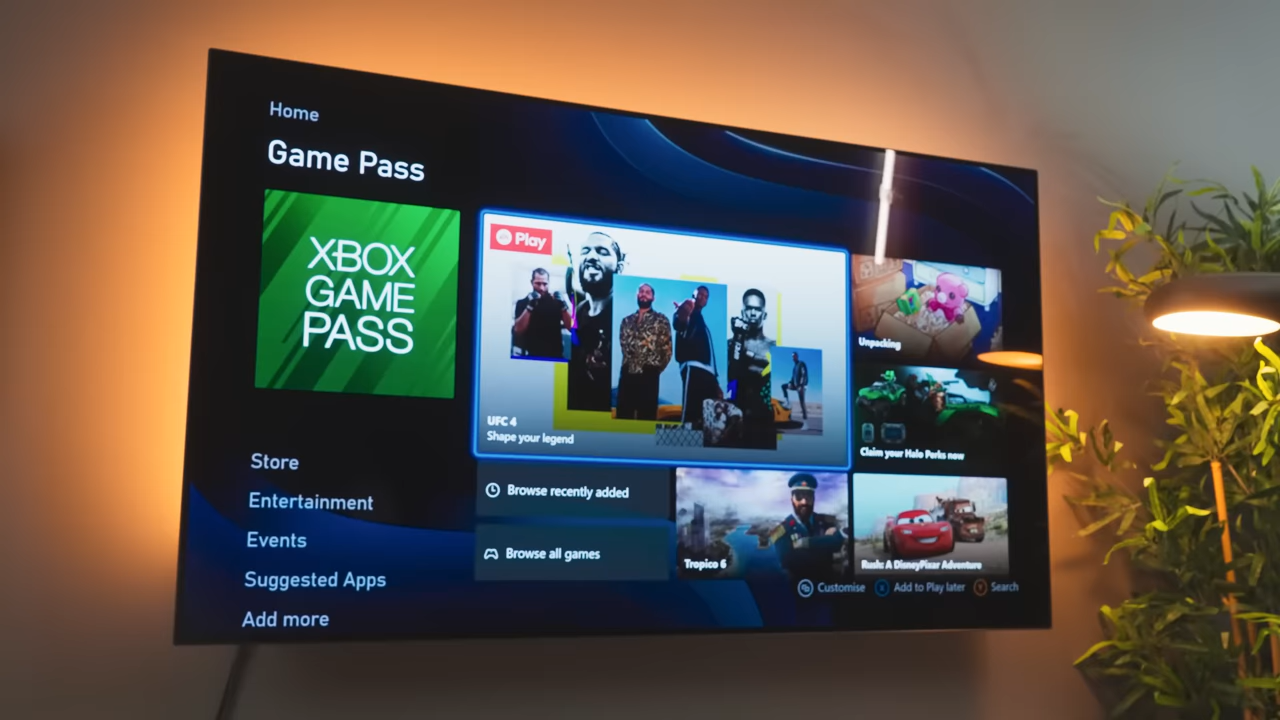 Home
Game Pass
XBOX
GAME
PASS
Play
UFC 4
Shape your legend
Unpacking
Claim your Halo Perks now
Browse recently added
Browse all games
Tropico 6
Rush: A DisneyPixar Adventure
Store
Entertainment
Events
Suggested Apps
Add more
Customise
X Add to Play later
Y Search